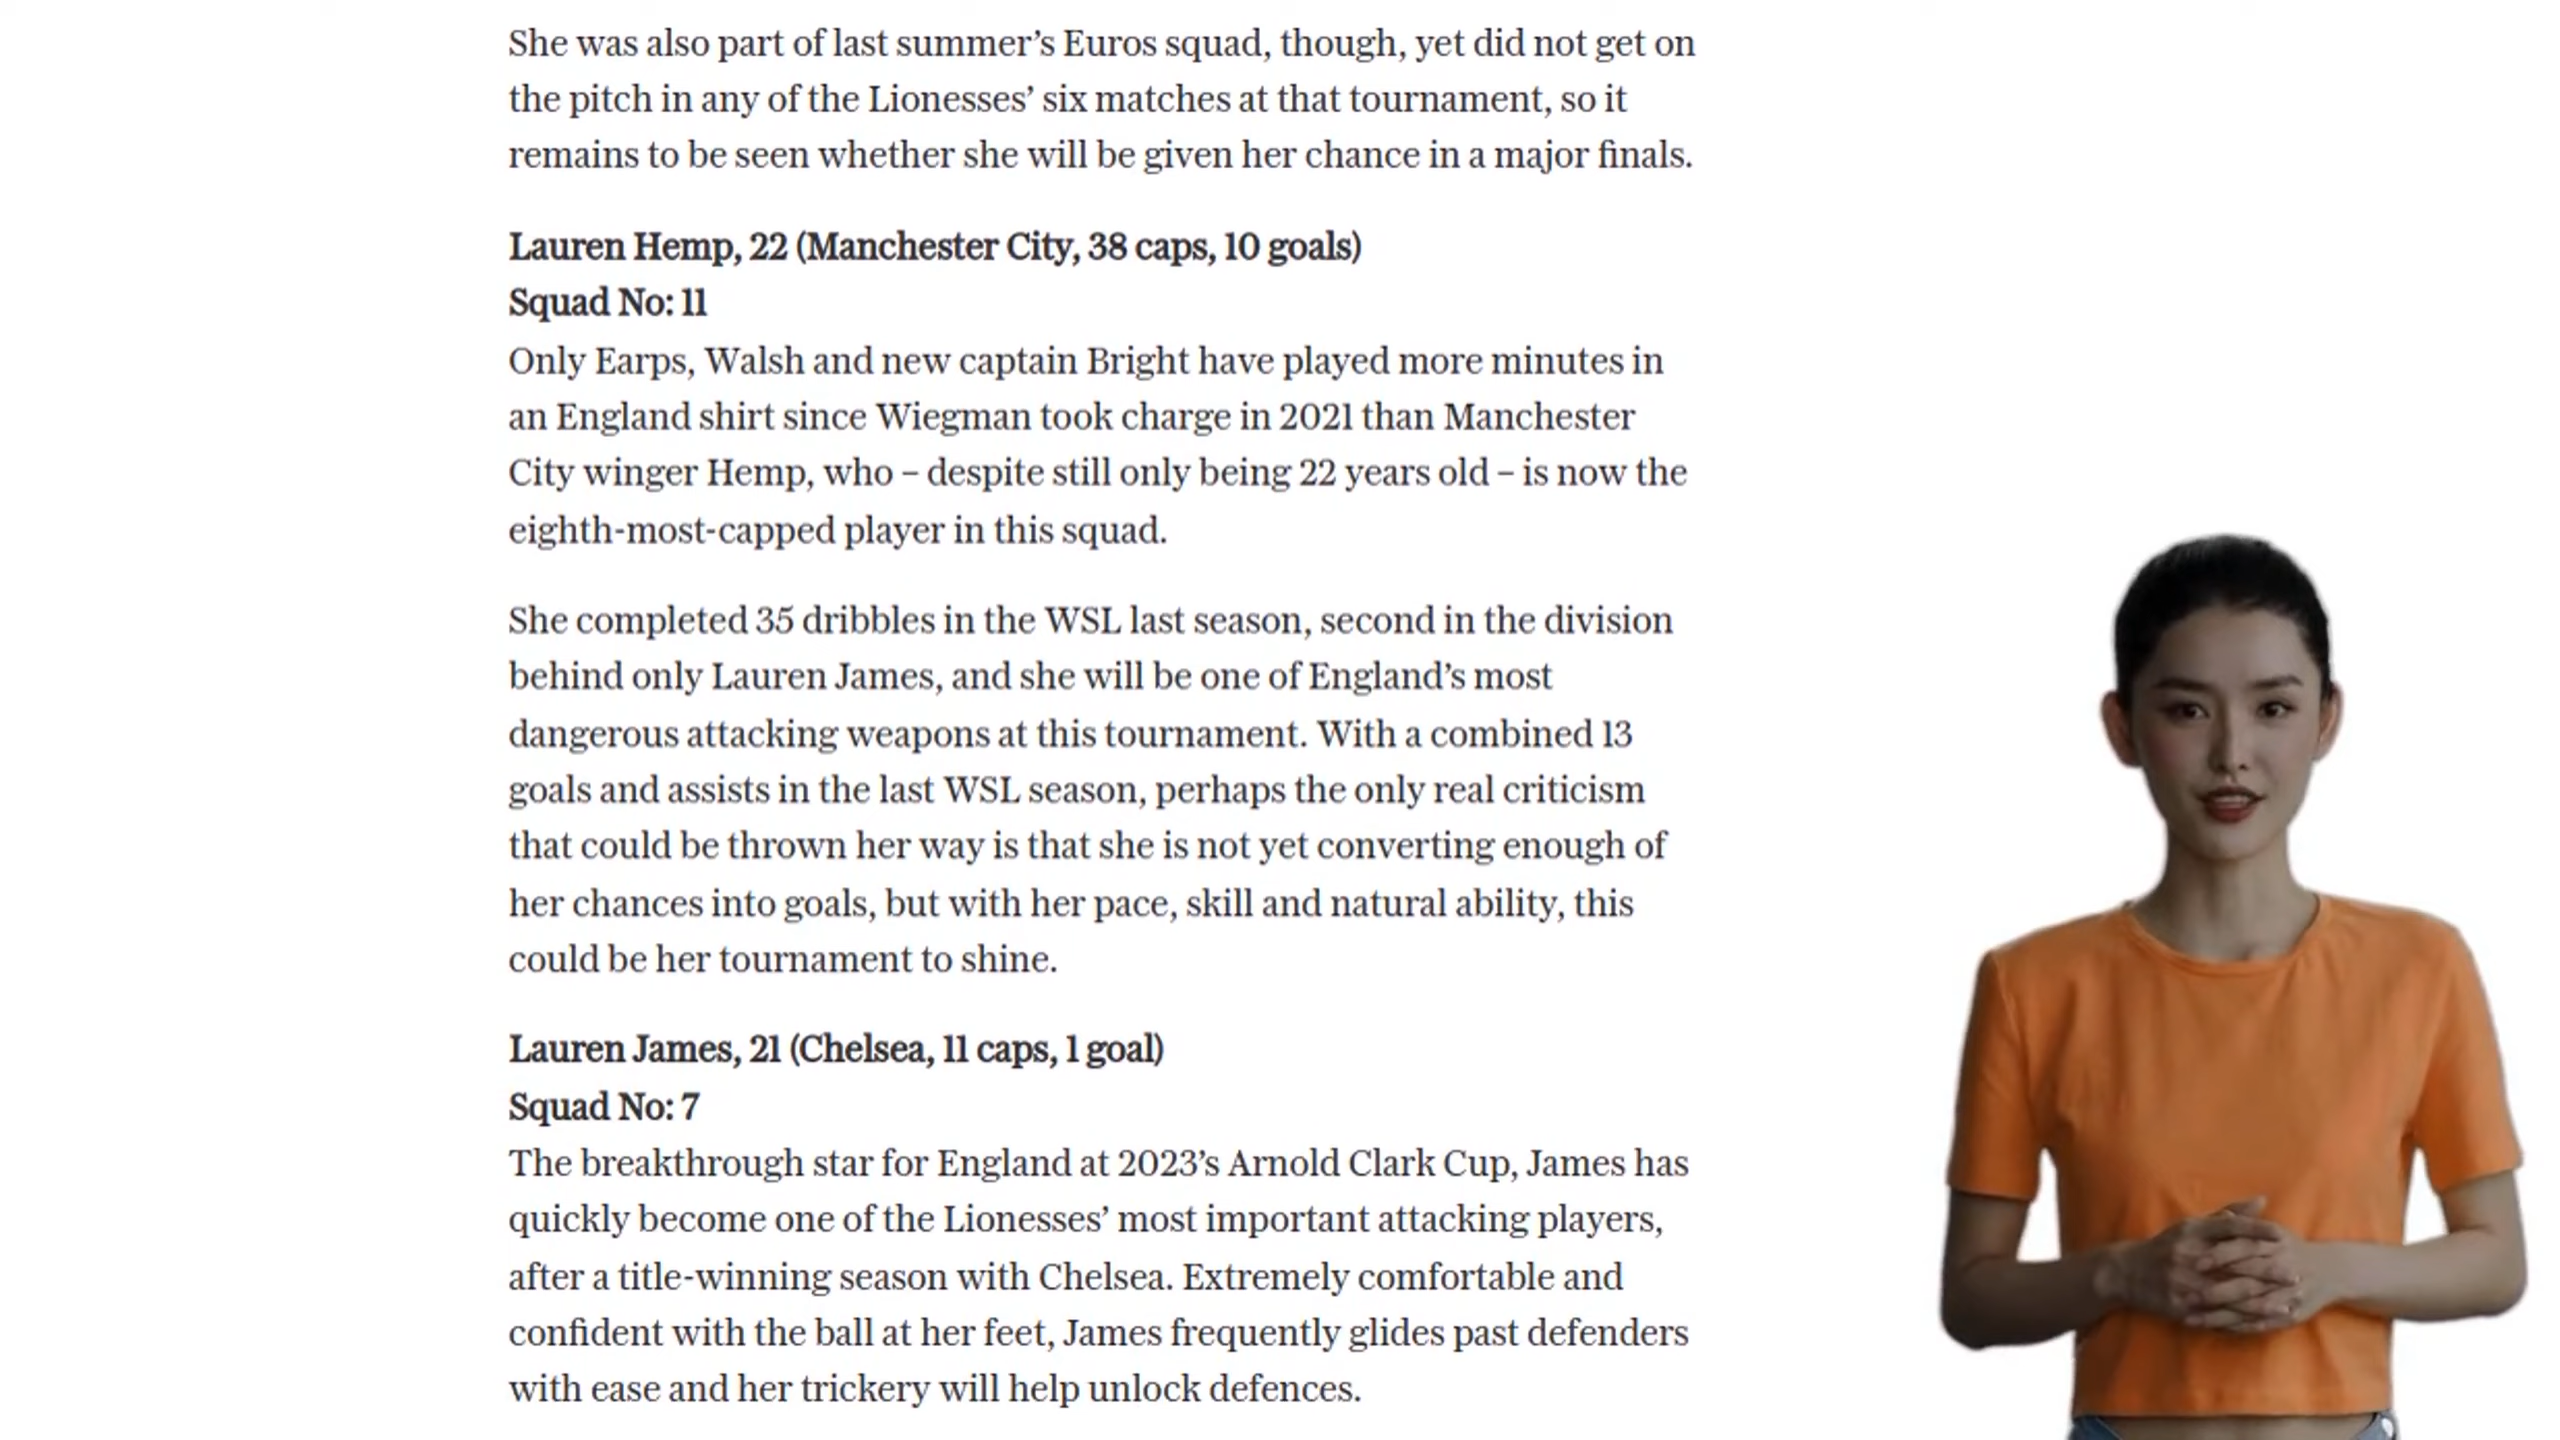 She was also part of last summer’s Euros squad, though, yet did not get on
the pitch in any of the Lionesses’ six matches at that tournament, so it
remains to be seen whether she will be given her chance in a major finals.
Lauren Hemp, 22 (Manchester City, 38 caps, 10 goals)
Squad No: 11
Only Earps, Walsh and new captain Bright have played more minutes in
an England shirt since Wiegman took charge in 2021 than Manchester
City winger Hemp, who – despite still only being 22 years old – is now the
eighth-most-capped player in this squad.
She completed 35 dribbles in the WSL last season, second in the division
behind only Lauren James, and she will be one of England’s most
dangerous attacking weapons at this tournament. With a combined 13
goals and assists in the last WSL season, perhaps the only real criticism
that could be thrown her way is that she is not yet converting enough of
her chances into goals, but with her pace, skill and natural ability, this
could be her tournament to shine.
Lauren James, 21 (Chelsea, 11 caps, 1 goal)
Squad No: 7
The breakthrough star for England at 2023’s Arnold Clark Cup, James has
quickly become one of the Lionesses’ most important attacking players,
after a title-winning season with Chelsea. Extremely comfortable and
confident with the ball at her feet, James frequently glides past defenders
with ease and her trickery will help unlock defences.